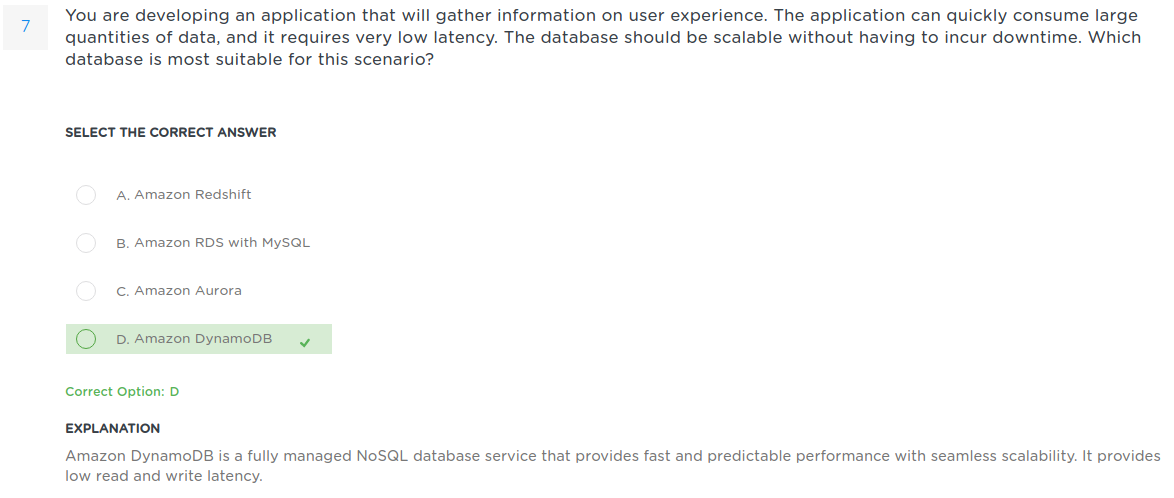 7
You are developing an application that will gather information on user experience. The application can quickly consume large
quantities of data, and it requires very low latency. The database should be scalable without having to incur downtime. Which
database is most suitable for this scenario?
SELECT THE CORRECT ANSWER
A. Amazon Redshift
B. Amazon RDS with MySQL
C. Amazon Aurora
D. Amazon DynamoDB
Correct Option: D
EXPLANATION
Amazon DynamoDB is a fully managed NoSQL database service that provides fast and predictable performance with seamless scalability. It provides
low read and write latency.